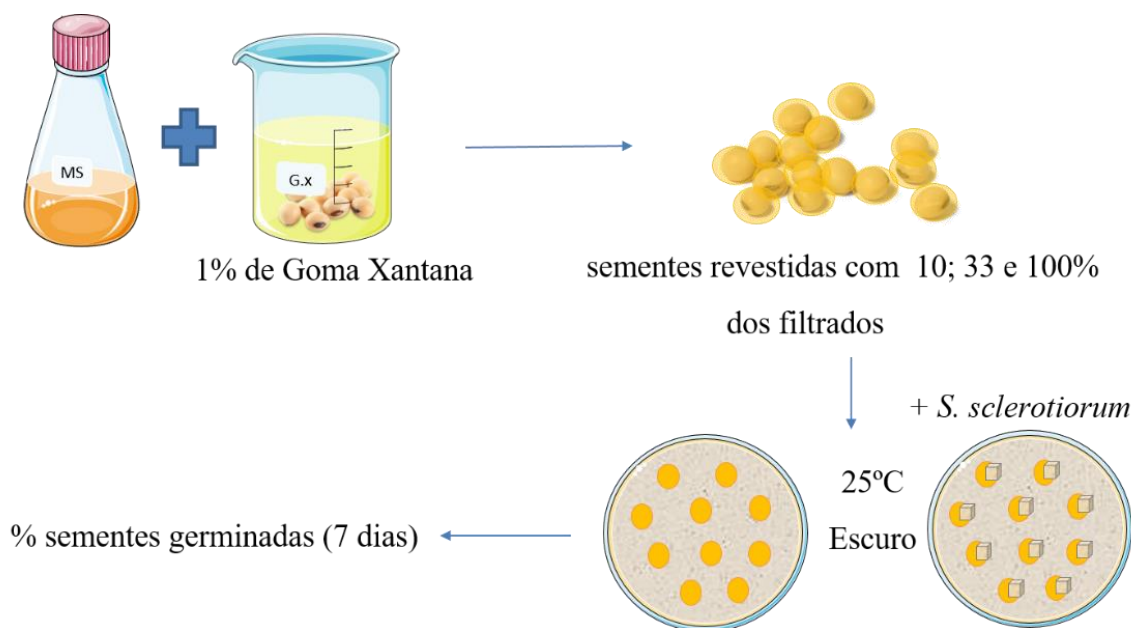 MS
G.x
1% de Goma Xantana
sementes revestidas com 10; 33 e 100%
dos filtrados
+ S. sclerotiorum
25ºC
Escuro
% sementes germinadas (7 dias)